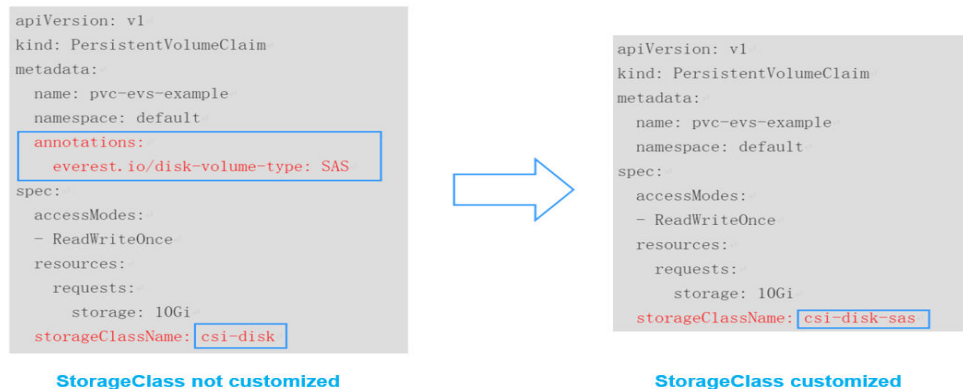 apiVersion: v1
kind: PersistentVolumeClaim
metadata:
  name: pvc-evs-example
  namespace: default
  annotations:
    everest.io/disk-volume-type: SAS
spec:
  accessModes:
  - ReadWriteOnce
  resources:
    requests:
      storage: 10Gi
  storageClassName: csi-disk
StorageClass not customized
apiVersion: v1
kind: PersistentVolumeClaim
metadata:
  name: pvc-evs-example
  namespace: default
spec:
  accessModes:
  - ReadWriteOnce
  resources:
    requests:
      storage: 10Gi
  storageClassName: csi-disk-sas
StorageClass customized